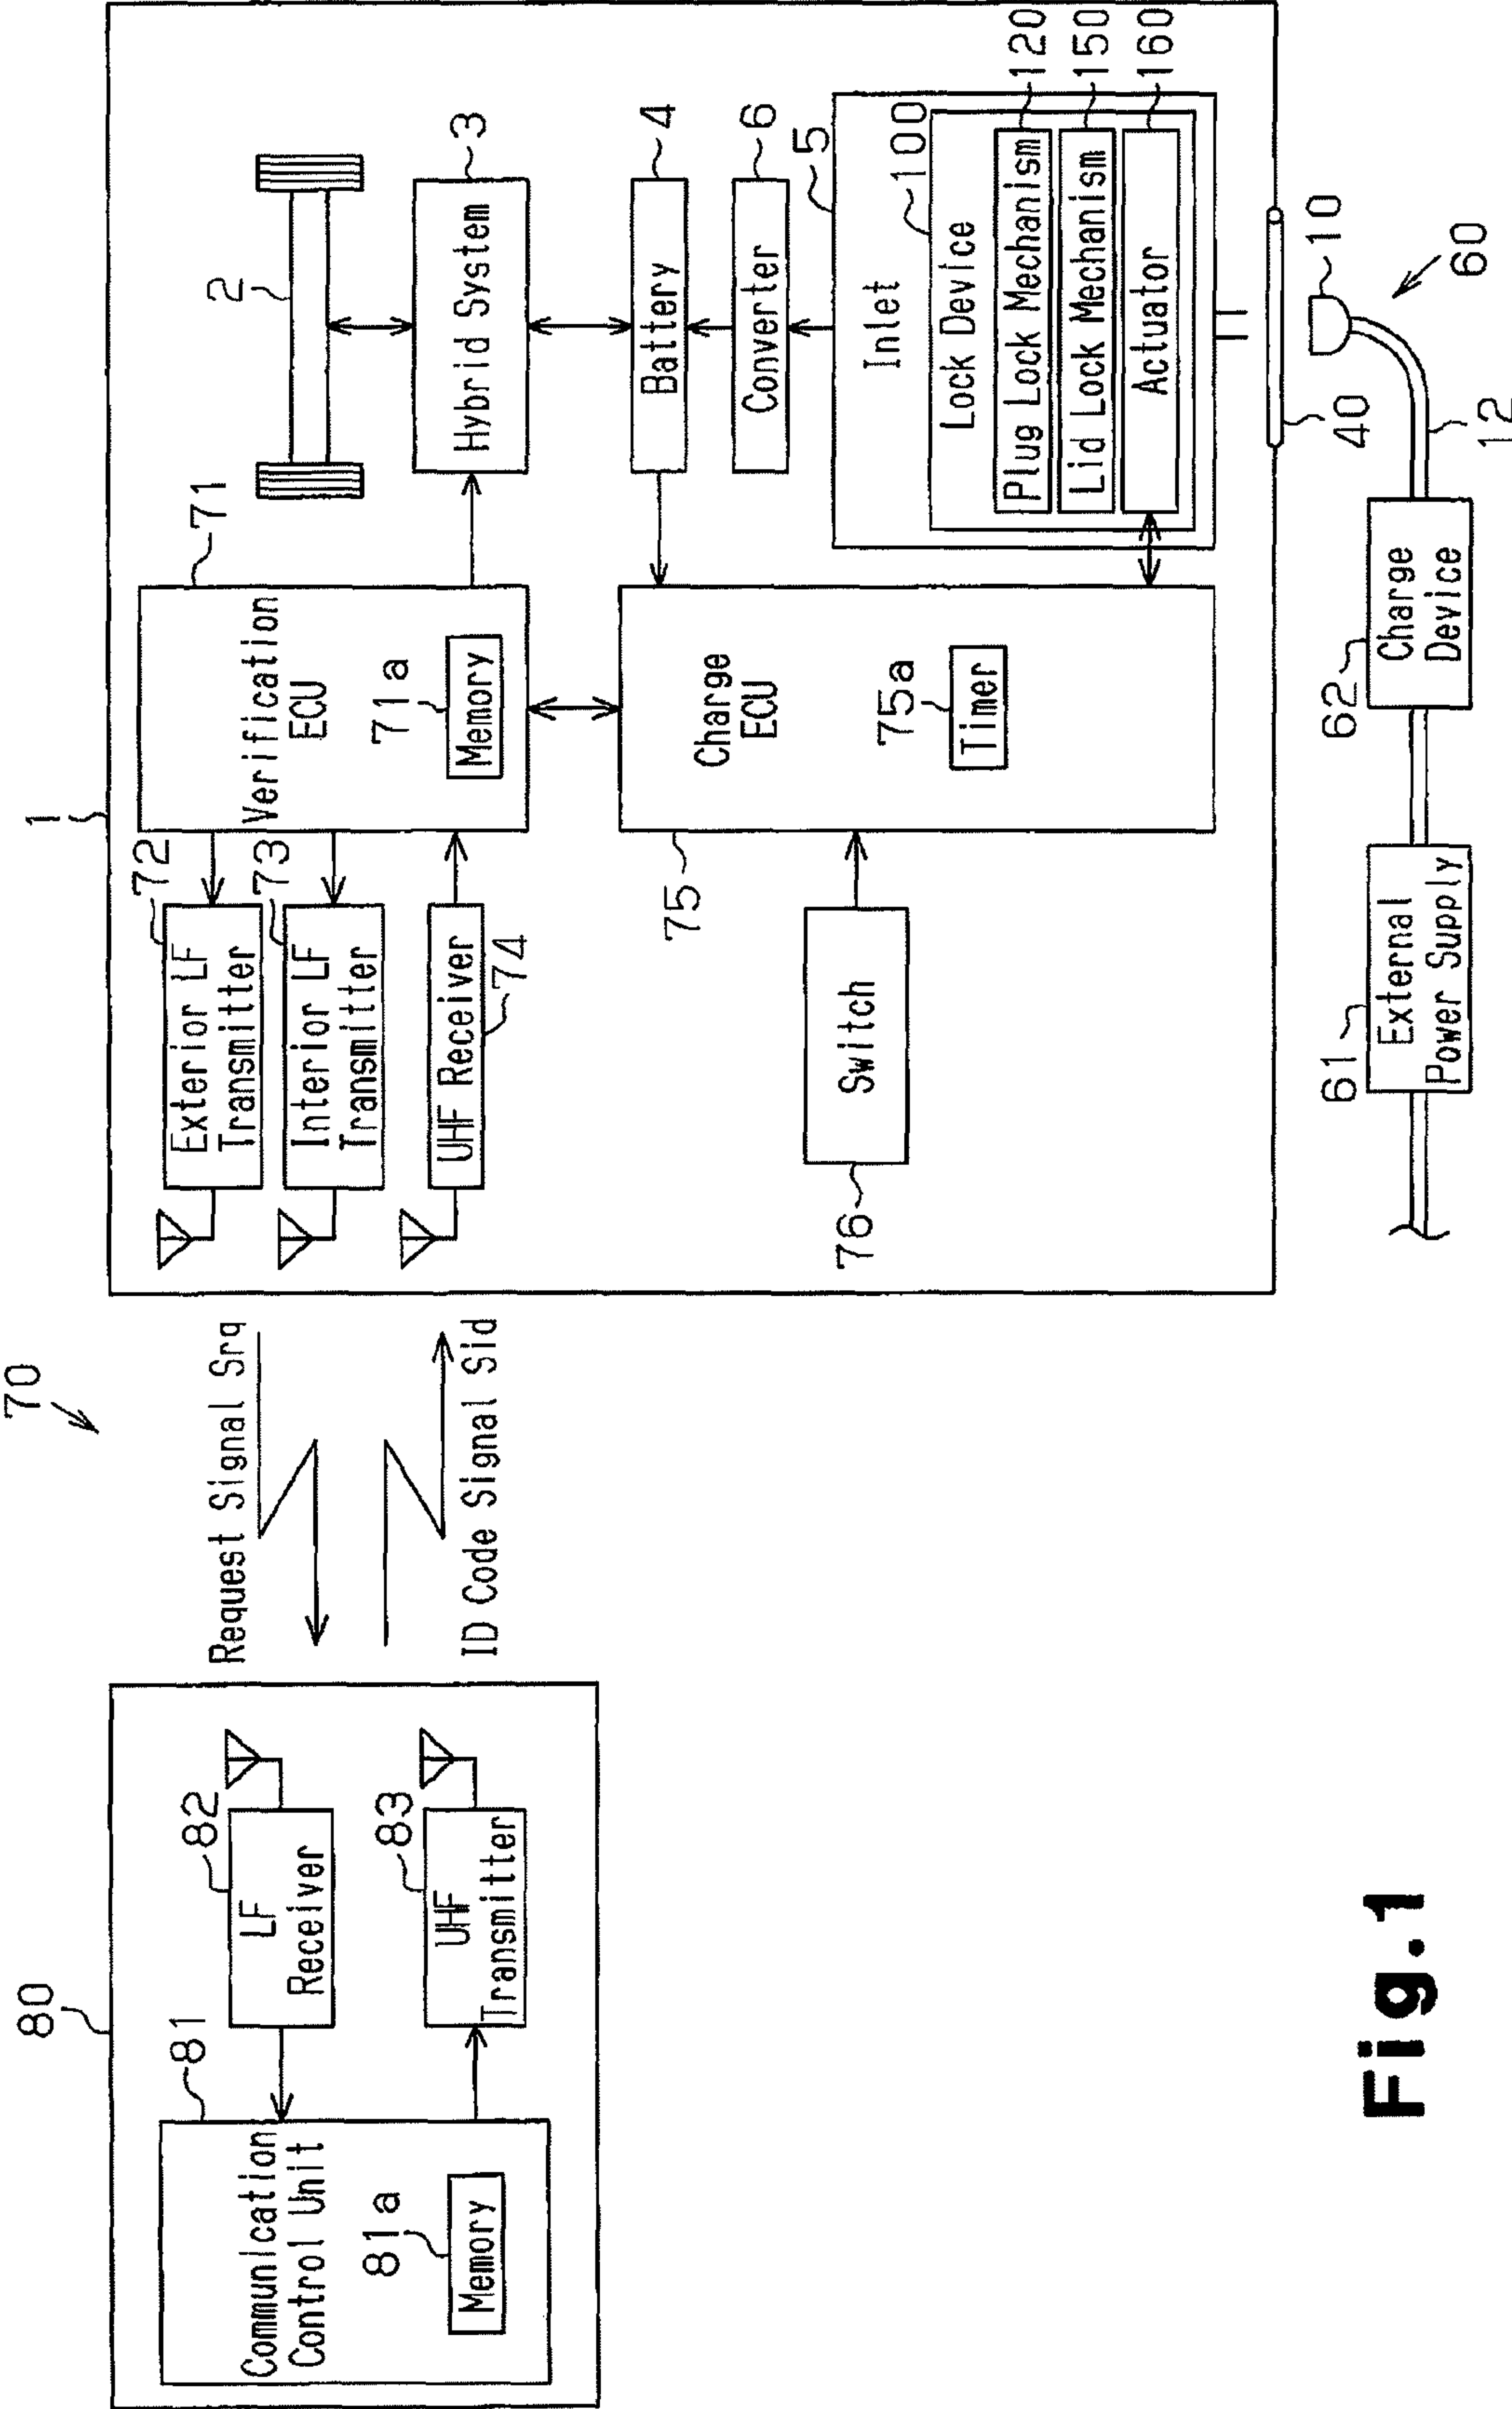 Fig.1
70
80
81
Communication
Control Unit
81a
Memory
82
LF
Receiver
83
UHF
Transmitter
Request Signal Srq
ID Code Signal Sid
1
72
Exterior LF
Transmitter
73
Interior LF
Transmitter
UHF Receiver
74
71
Verification
ECU
71a
Memory
2
Hybrid System
3
Battery
4
Converter
6
75
Charge
ECU
75a
Timer
Switch
76
5
Inlet
100
Lock Device
Plug Lock Mechanism
120
Lid Lock Mechanism
150
Actuator
160
61
External
Power Supply
62
Charge
Device
12
40
10
60